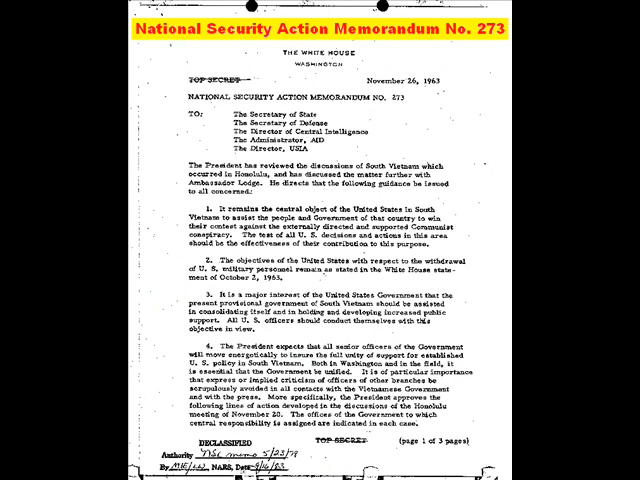 National Security Action Memorandum No. 273
THE WHITE HOUSE
WASHINGTON
TOP SECRET
November 26, 1963
NATIONAL SECURITY ACTION MEMORANDUM NO. 273
TO: The Secretary of State
The Secretary of Defense
The Director of Central Intelligence
The Administrator, AID
The Director, USIA
The President has reviewed the discussions of South Vietnam which
occurred in Honolulu, and has discussed the matter further with
Ambassador Lodge. He directs that the following guidance be issued
to all concerned:
1. It remains the central object of the United States in South
Vietnam to assist the people and Government of that country to win
their contest against the externally directed and supported Communist
conspiracy. The test of all U. S. decisions and actions in this area
should be the effectiveness of their contribution to this purpose.
2. The objectives of the United States with respect to the withdrawal
of U. S. military personnel remain as stated in the White House state-
ment of October 2, 1963.
3. It is a major interest of the United States Government that the
present provisional government of South Vietnam should be assisted
in consolidating itself and in holding and developing increased public
support. All U. S. officers should conduct themselves with this
objective in view.
4. The President expects that all senior officers of the Government
will move energetically to insure the full unity of support for established
U. S. policy in South Vietnam. Both in Washington and in the field, it
is essential that the Government be unified. It is of particular importance
that express or implied criticism of officers of other branches be
scrupulously avoided in all contacts with the Vietnamese Government
and with the press. More specifically, the President approves the
following lines of action developed in the discussions of the Honolulu
meeting of November 20. The offices of the Government to which
central responsibility is assigned are indicated in each case.
TOP SECRET (page 1 of 3 pages)
DECLASSIFIED
Authority NSC memo 5/23/78
By MIE/ NARS, Date 9/16/83